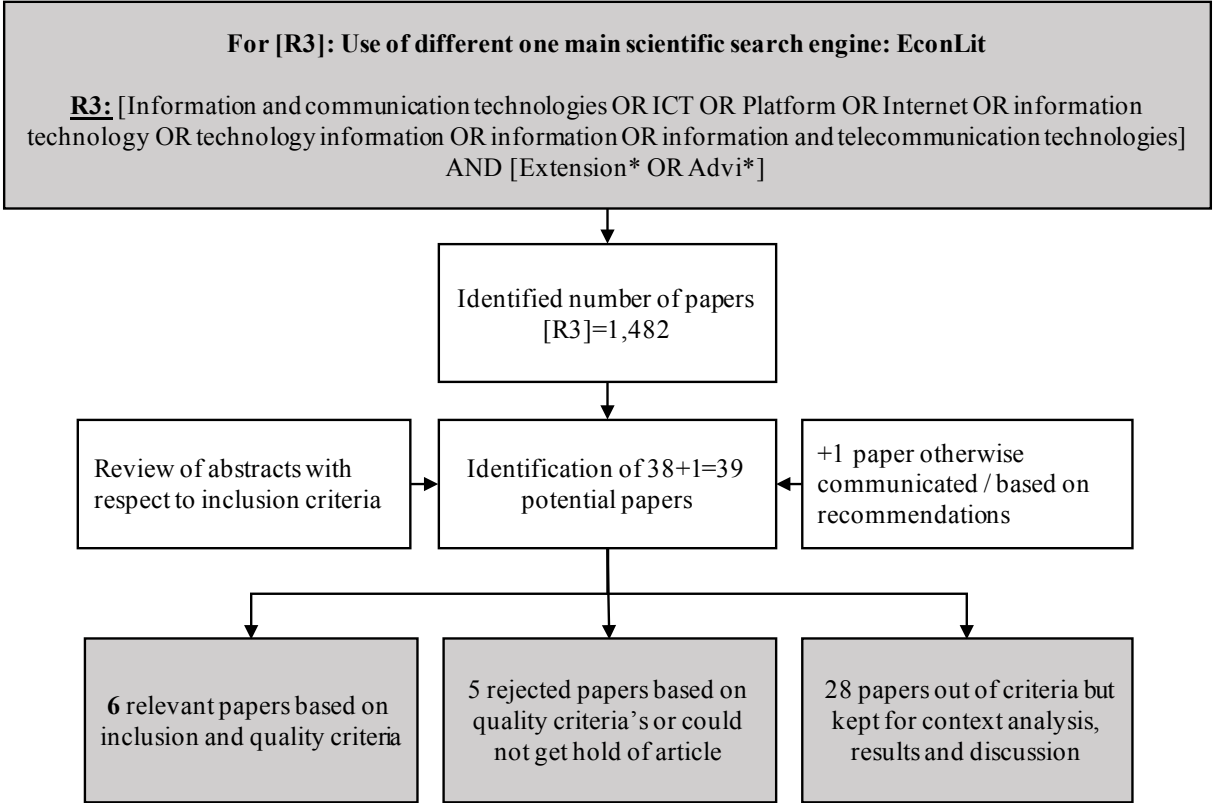 For [R3]: Use of different one main scientific search engine: EconLit
R3: [Information and communication technologies OR ICT OR Platform OR Internet OR information
technology OR technology information OR information OR information and telecommunication technologies]
AND [Extension* OR Advi*]
Identified number of papers
[R3]=1,482
Review of abstracts with
respect to inclusion criteria
Identification of 38+1=39
potential papers
+1 paper otherwise
communicated / based on
recommendations
6 relevant papers based on
inclusion and quality criteria
5 rejected papers based on
quality criteria’s or could
not get hold of article
28 papers out of criteria but
kept for context analysis,
results and discussion